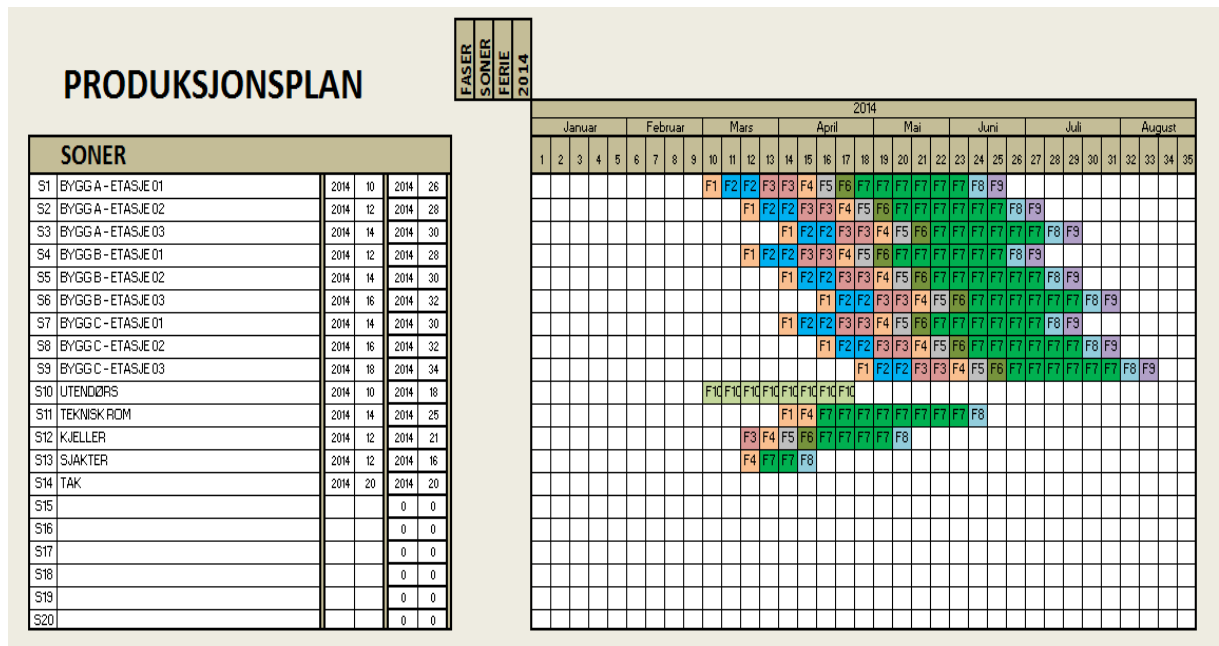 FASER
SONER
FERIE
2014
PRODUKSJONSPLAN
2014
Januar Februar Mars April Mai Juni Juli August
SONER 1 2 3 4 5 6 7 8 9 10 11 12 13 14 15 16 17 18 19 20 21 22 23 24 25 26 27 28 29 30 31 32 33 34 35
S1 BYGG A - ETASJE 01 2014 10 2014 26 F1 F2 F2 F3 F3 F4 F5 F6 F7 F7 F7 F7 F7 F7 F8 F9
S2 BYGG A - ETASJE 02 2014 12 2014 28 F1 F2 F2 F3 F3 F4 F5 F6 F7 F7 F7 F7 F7 F7 F8 F9
S3 BYGG A - ETASJE 03 2014 14 2014 30 F1 F2 F2 F3 F3 F4 F5 F6 F7 F7 F7 F7 F7 F7 F8 F9
S4 BYGG B - ETASJE 01 2014 12 2014 28 F1 F2 F2 F3 F3 F4 F5 F6 F7 F7 F7 F7 F7 F7 F8 F9
S5 BYGG B - ETASJE 02 2014 14 2014 30 F1 F2 F2 F3 F3 F4 F5 F6 F7 F7 F7 F7 F7 F7 F8 F9
S6 BYGG B - ETASJE 03 2014 16 2014 32 F1 F2 F2 F3 F3 F4 F5 F6 F7 F7 F7 F7 F7 F7 F8 F9
S7 BYGG C - ETASJE 01 2014 14 2014 30 F1 F2 F2 F3 F3 F4 F5 F6 F7 F7 F7 F7 F7 F7 F8 F9
S8 BYGG C - ETASJE 02 2014 16 2014 32 F1 F2 F2 F3 F3 F4 F5 F6 F7 F7 F7 F7 F7 F7 F8 F9
S9 BYGG C - ETASJE 03 2014 18 2014 34 F1 F2 F2 F3 F3 F4 F5 F6 F7 F7 F7 F7 F7 F7 F8 F9
S10 UTENDØRS 2014 10 2014 18 F10 F10 F10 F10 F10 F10 F10 F10
S11 TEKNISK ROM 2014 14 2014 25 F1 F4 F7 F7 F7 F7 F7 F7 F7 F7 F8
S12 KJELLER 2014 12 2014 21 F3 F4 F5 F6 F7 F7 F7 F7 F8
S13 SJAKTER 2014 12 2014 16 F4 F7 F7 F8
S14 TAK 2014 20 2014 20
S15 0 0
S16 0 0
S17 0 0
S18 0 0
S19 0 0
S20 0 0